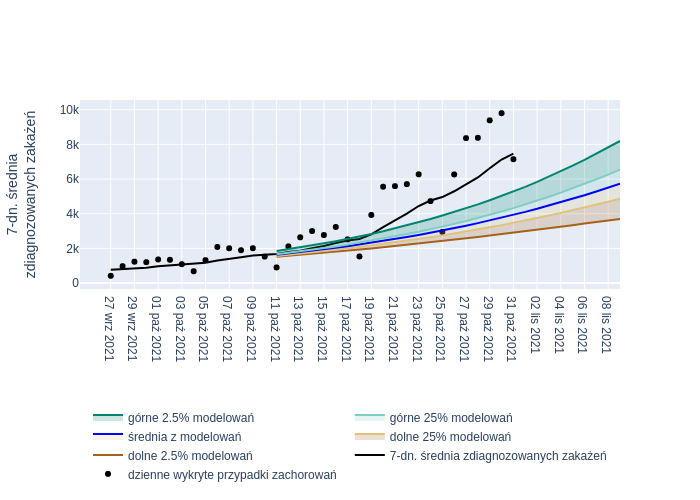 7-dn. średnia
zdiagnozowanych zakażeń
10k
8k
6k
4k
2k
0
27 wrz 2021
29 wrz 2021
01 paź 2021
03 paź 2021
05 paź 2021
07 paź 2021
09 paź 2021
11 paź 2021
13 paź 2021
15 paź 2021
17 paź 2021
19 paź 2021
21 paź 2021
23 paź 2021
25 paź 2021
27 paź 2021
29 paź 2021
31 paź 2021
02 lis 2021
04 lis 2021
06 lis 2021
08 lis 2021
górne 2.5% modelowań
górne 25% modelowań
średnia z modelowań
dolne 25% modelowań
dolne 2.5% modelowań
7-dn. średnia zdiagnozowanych zakażeń
dzienne wykryte przypadki zachorowań